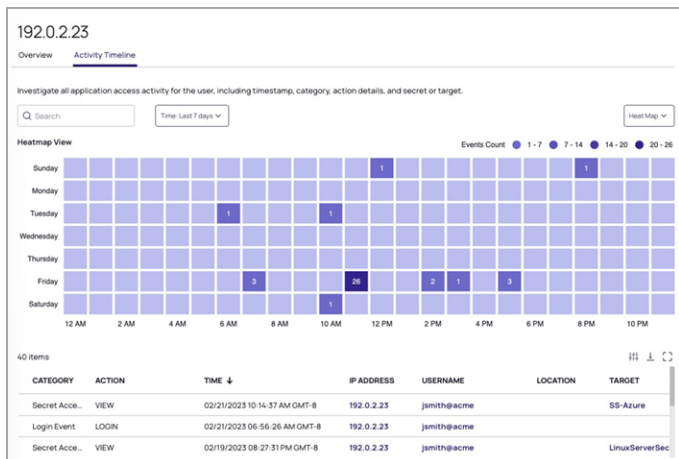 192.0.2.23
Overview Activity Timeline
Investigate all application access activity for the user, including timestamp, category, action details, and secret or target.
Search Time: Last 7 days Heat Map
Heatmap View Events Count 1 - 7 7 - 14 14 - 20 20 - 26
Sunday 1 1
Monday
Tuesday 1 1
Wednesday
Thursday
Friday 3 26 2 1 3
Saturday 1
12 AM 2 AM 4 AM 6 AM 8 AM 10 AM 12 PM 2 PM 4 PM 6 PM 8 PM 10 PM
40 items
CATEGORY ACTION TIME ↓ IP ADDRESS USERNAME LOCATION TARGET
Secret Acce... VIEW 02/21/2023 10:14:37 AM GMT-8 192.0.2.23 jsmith@acme SS-Azure
Login Event LOGIN 02/21/2023 06:56:26 AM GMT-8 192.0.2.23 jsmith@acme
Secret Acce... VIEW 02/19/2023 08:27:31 PM GMT-8 192.0.2.23 jsmith@acme LinuxServerSec